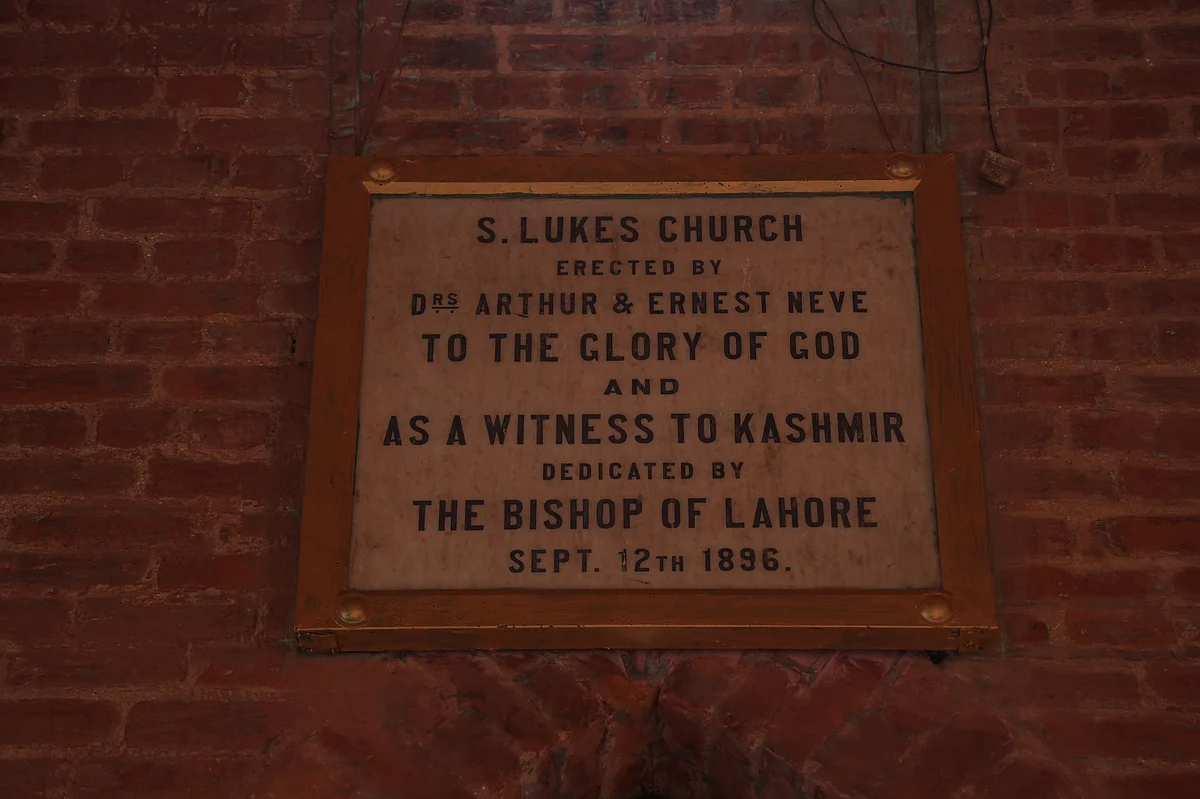 S. LUKES CHURCH
ERECTED BY
DRS ARTHUR & ERNEST NEVE
TO THE GLORY OF GOD
AND
AS A WITNESS TO KASHMIR
DEDICATED BY
THE BISHOP OF LAHORE
SEPT. 12TH 1896.